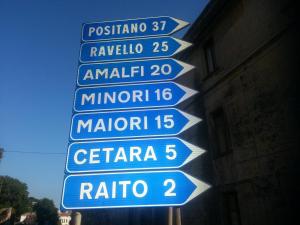 POSITANO 37
RAVELLO 25
AMALFI 20
MINORI 16
MAIORI 15
CETARA 5
RAITO 2